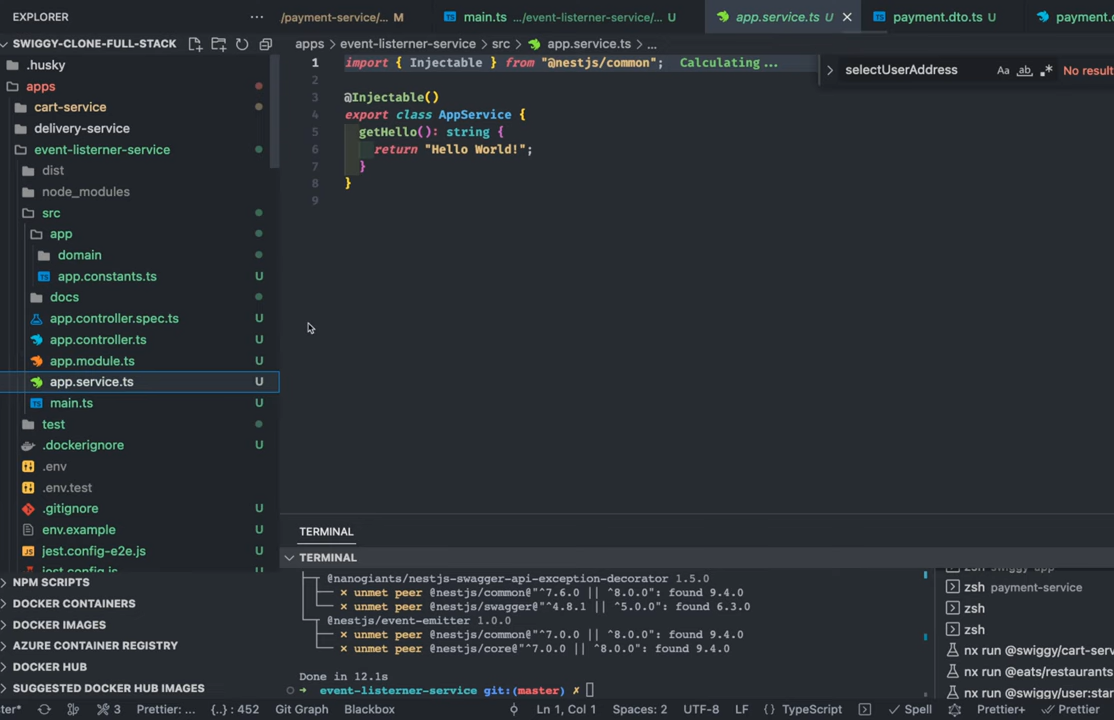 EXPLORER
SWIGGY-CLONE-FULL-STACK
.husky
apps
cart-service
delivery-service
event-listerner-service
dist
node_modules
src
app
domain
app.constants.ts U
docs
app.controller.spec.ts U
app.controller.ts U
app.module.ts U
app.service.ts U
main.ts U
test
.dockerignore U
.env
.env.test
.gitignore U
env.example U
jest.config-e2e.js U
NPM SCRIPTS
DOCKER CONTAINERS
DOCKER IMAGES
AZURE CONTAINER REGISTRY
DOCKER HUB
SUGGESTED DOCKER HUB IMAGES
/payment-service/... M
main.ts .../event-listerner-service/... U
app.service.ts U
payment.dto.ts U
payment.
apps > event-listerner-service > src > app.service.ts > ...
selectUserAddress Aa ab No result
1 import { Injectable } from "@nestjs/common"; Calculating...
2
3 @Injectable()
4 export class AppService {
5 getHello(): string {
6 return "Hello World!";
7 }
8 }
9
TERMINAL
TERMINAL
@nanogiants/nestjs-swagger-api-exception-decorator 1.5.0
✕ unmet peer @nestjs/common@"^7.6.0 || ^8.0.0": found 9.4.0
✕ unmet peer @nestjs/swagger@"^4.8.1 || ^5.0.0": found 6.3.0
@nestjs/event-emitter 1.0.0
✕ unmet peer @nestjs/common@"^7.0.0 || ^8.0.0": found 9.4.0
✕ unmet peer @nestjs/core@"^7.0.0 || ^8.0.0": found 9.4.0
Done in 12.1s
➜ event-listerner-service git:(master) ✗
zsh payment-service
zsh
zsh
nx run @swiggy/cart-serv
nx run @eats/restaurants
nx run @swiggy/user:star
3 Prettier: ... {..: 452 Git Graph Blackbox Ln 1, Col 1 Spaces: 2 UTF-8 LF {} TypeScript Spell Prettier+ Prettier